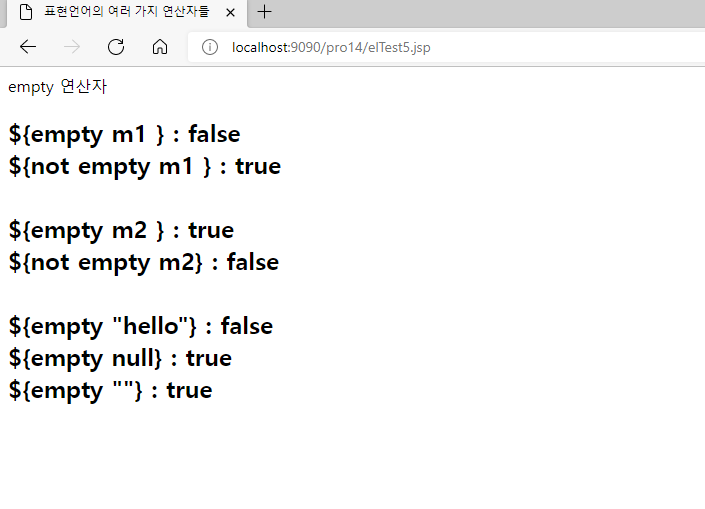 표현언어의 여러 가지 연산자들
localhost:9090/pro14/elTest5.jsp
empty 연산자
${empty m1 } : false
${not empty m1 } : true
${empty m2 } : true
${not empty m2} : false
${empty "hello"} : false
${empty null} : true
${empty ""} : true